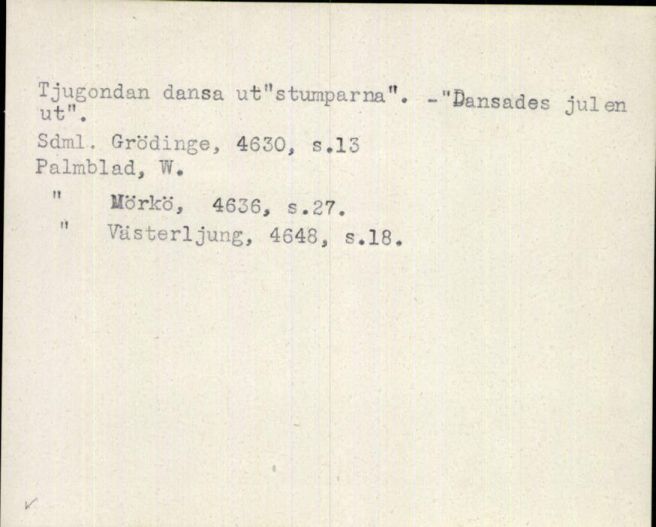 Tjugondan dansa ut"stumparna". -"Dansades julen
ut".
Sdml. Grödinge, 4630, s.13
Palmblad, W.
" Mörkö, 4636, s.27.
" Västerljung, 4648, s.18.